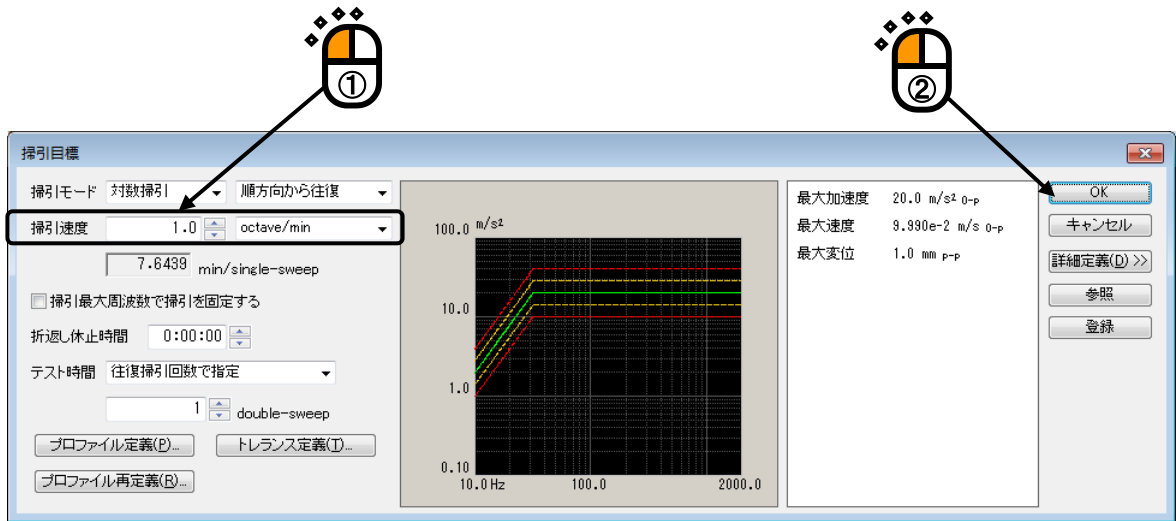 ①
②
掃引目標
掃引モード 対数掃引 順方向から往復
掃引速度 1.0 octave/min
7.6439 min/single-sweep
掃引最大周波数で掃引を固定する
折返し休止時間 0:00:00
テスト時間 往復掃引回数で指定
1 double-sweep
プロファイル定義(P)... トレランス定義(T)...
プロファイル再定義(R)...
100.0 m/s²
10.0
1.0
0.10
10.0 Hz 100.0 2000.0
最大加速度 20.0 m/s² 0-p
最大速度 9.990e-2 m/s 0-p
最大変位 1.0 mm p-p
OK
キャンセル
詳細定義(D) >>
参照
登録